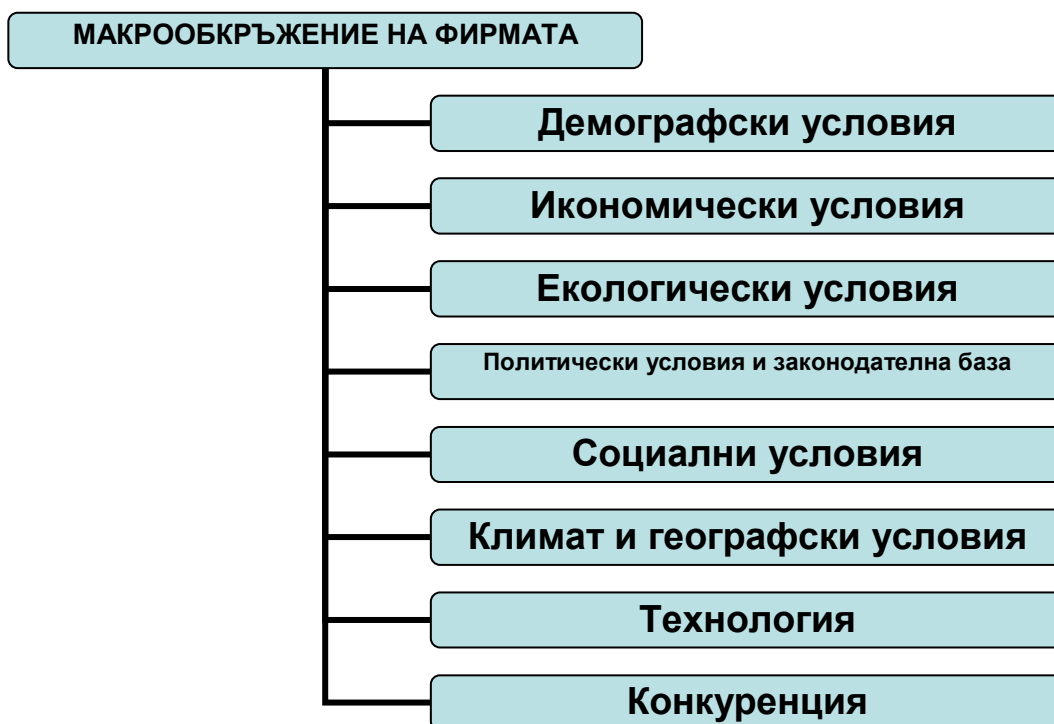 МАКРООБКРЪЖЕНИЕ НА ФИРМАТА
Демографски условия
Икономически условия
Екологически условия
Политически условия и законодателна база
Социални условия
Климат и географски условия
Технология
Конкуренция